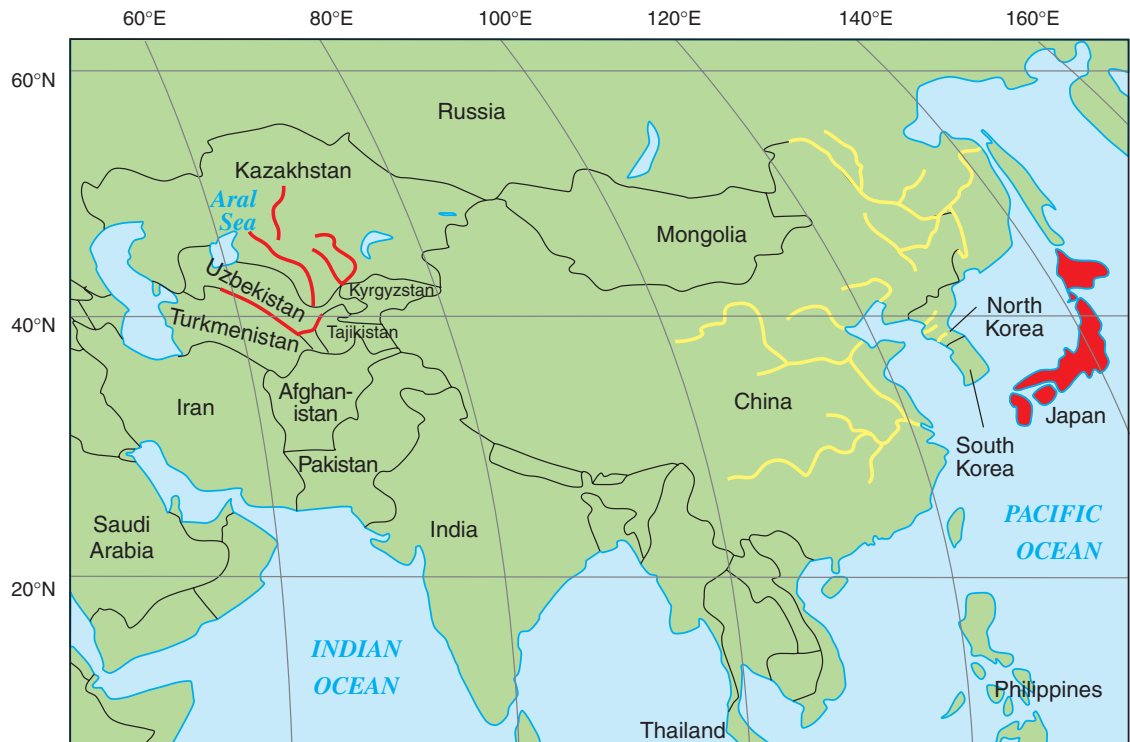 60°E
80°E
100°E
120°E
140°E
160°E
60°N
Russia
Kazakhstan
Aral
Sea
Mongolia
Uzbekistan
Kyrgyzstan
North
Korea
40°N
Turkmenistan
Tajikistan
Afghan-
istan
Iran
China
Japan
South
Korea
Pakistan
Saudi
Arabia
India
PACIFIC
OCEAN
20°N
INDIAN
OCEAN
Philippines
Thailand